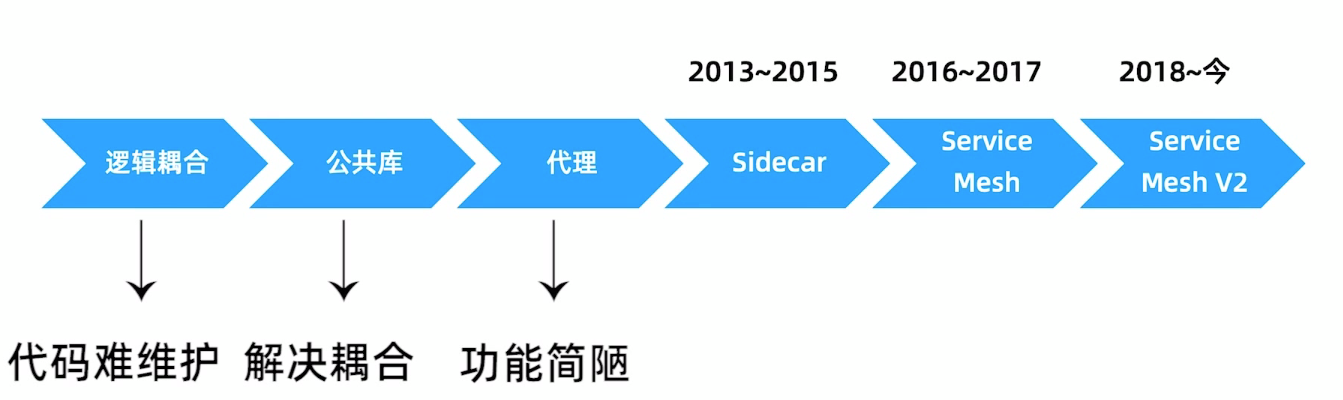 2013~2015
2016~2017
2018~今
逻辑耦合
公共库
代理
Sidecar
Service
Mesh
Service
Mesh V2
代码难维护
解决耦合
功能简陋